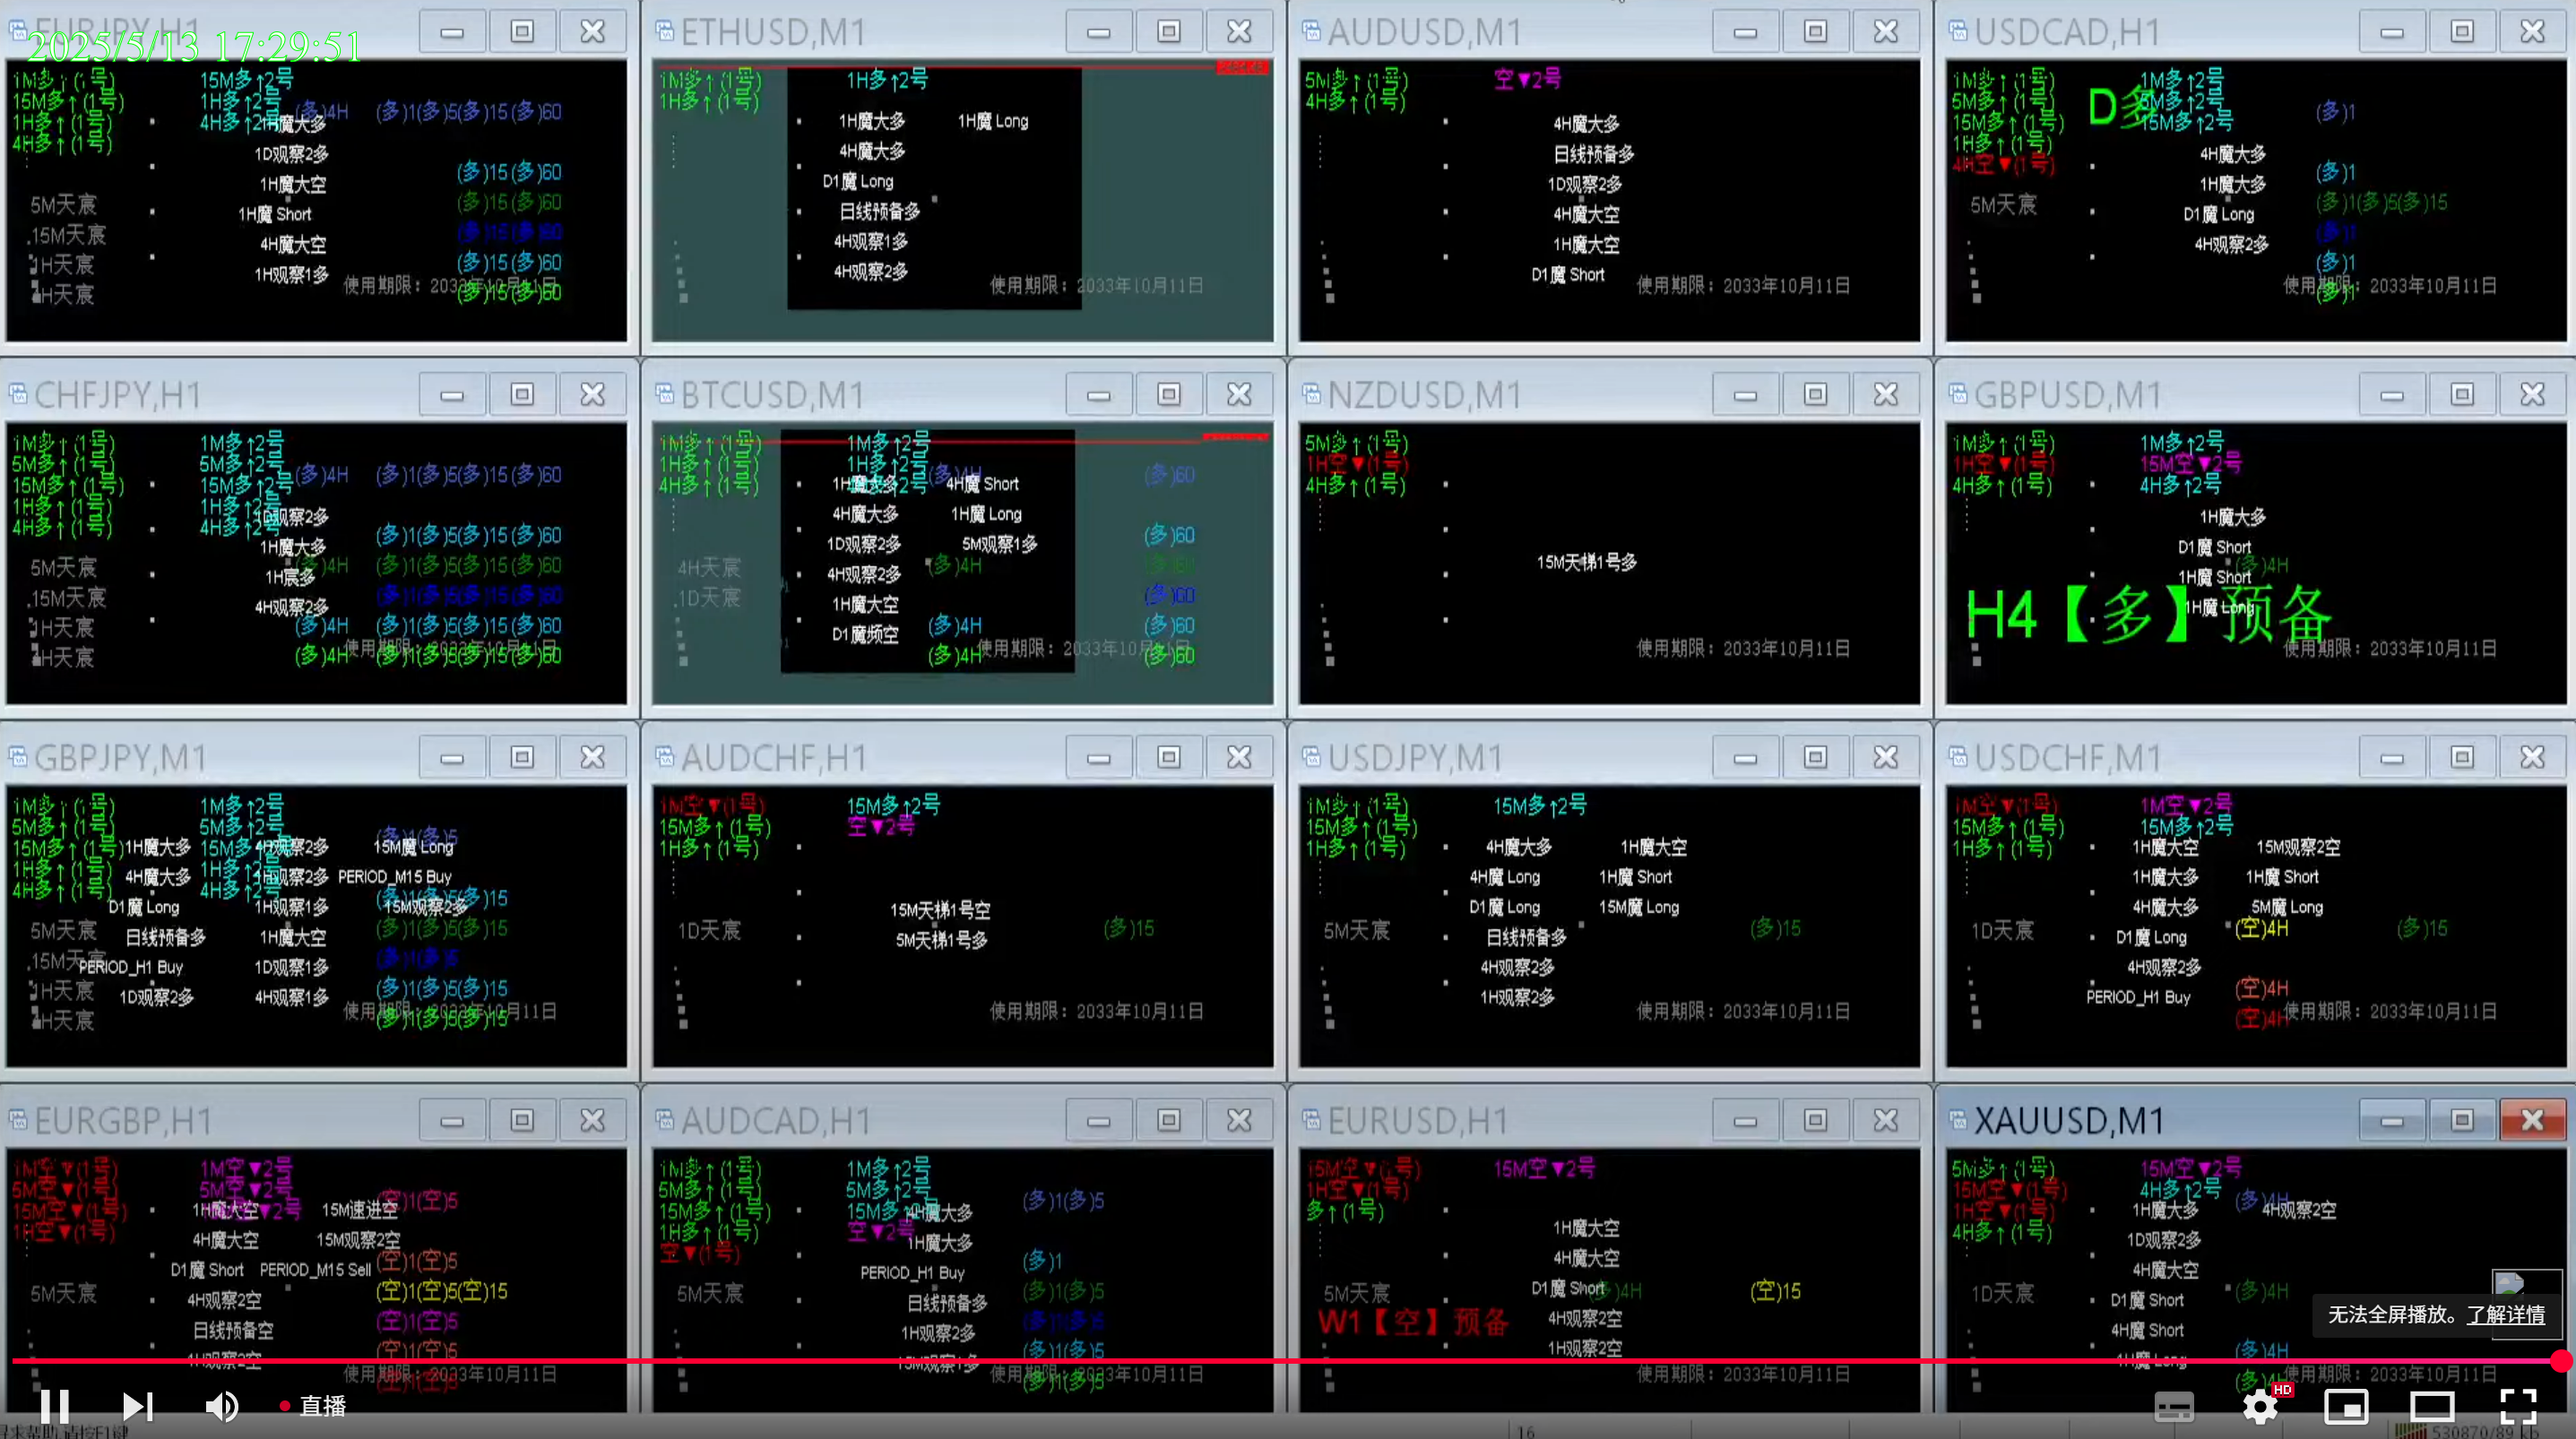 EURJPY,H1
2025/5/13 17:29:51
1M多↑(1号)
15M多↑(1号)
1H多↑(1号)
4H多↑(1号)
15M多↑2号
1H多↑2号
4H多↑2号
(多)4H (多)1(多)5(多)15(多)60
1H魔大多
1D观察2多
1H魔大空
1H魔 Short
4H魔大空
1H观察1多
(多)15(多)60
(多)15(多)60
(多)15(多)60
(多)15(多)60
(多)15(多)60
5M天宸
15M天宸
1H天宸
4H天宸
使用期限：2033年10月11日
ETHUSD,M1
1M多↑(1号)
1H多↑(1号)
1H多↑2号
1H魔大多 1H魔 Long
4H魔大多
D1魔 Long
日线预备多
4H观察1多
4H观察2多
使用期限：2033年10月11日
AUDUSD,M1
5M多↑(1号)
4H多↑(1号)
空▼2号
4H魔大多
日线预备多
1D观察2多
4H魔大空
1H魔大空
D1魔 Short
使用期限：2033年10月11日
USDCAD,H1
1M多↑(1号)
5M多↑(1号)
15M多↑(1号)
1H多↑(1号)
4H空▼(1号)
D多
1M多↑2号
5M多↑2号
15M多↑2号
(多)1
4H魔大多
1H魔大多
D1魔 Long
4H观察2多
(多)1
(多)1(多)5(多)15
(多)1
(多)1
(多)1
5M天宸
使用期限：2033年10月11日
CHFJPY,H1
1M多↑(1号)
5M多↑(1号)
15M多↑(1号)
1H多↑(1号)
4H多↑(1号)
1M多↑2号
5M多↑2号
15M多↑2号
1H多↑2号
4H多↑2号
(多)4H (多)1(多)5(多)15(多)60
1D观察2多
1H魔大多
1H宸多
4H观察2多
(多)1(多)5(多)15(多)60
(多)4H (多)1(多)5(多)15(多)60
(多)1(多)5(多)15(多)60
(多)4H (多)1(多)5(多)15(多)60
(多)4H (多)1(多)5(多)15(多)60
5M天宸
15M天宸
1H天宸
4H天宸
使用期限：2033年10月11日
BTCUSD,M1
1M多↑(1号)
1H多↑(1号)
4H多↑(1号)
1M多↑2号
1H多↑2号
4H多↑2号
(多)4H (多)60
1H魔大多 4H魔 Short
4H魔大多 1H魔 Long
1D观察2多 5M观察1多
4H观察2多
1H魔大空
D1魔频空
(多)60
(多)4H (多)60
(多)60
(多)4H (多)60
(多)4H (多)60
4H天宸
1D天宸
使用期限：2033年10月11日
NZDUSD,M1
5M多↑(1号)
1H空▼(1号)
4H多↑(1号)
15M天梯1号多
使用期限：2033年10月11日
GBPUSD,M1
1M多↑(1号)
1H空▼(1号)
4H多↑(1号)
1M多↑2号
15M空▼2号
4H多↑2号
1H魔大多
D1魔 Short
(多)4H
1H魔 Short
1H魔 Long
H4【多】预备
使用期限：2033年10月11日
GBPJPY,M1
1M多↑(1号)
5M多↑(1号)
15M多↑(1号)
1H多↑(1号)
4H多↑(1号)
1M多↑2号
5M多↑2号
15M多↑2号
1H多↑2号
4H多↑2号
(多)1(多)5
1H魔大多 4H观察2多 15M魔 Long
4H魔大多 1H观察2多 PERIOD_M15 Buy
D1魔 Long 1H观察1多 15M观察2多
日线预备多 1H魔大空
PERIOD_H1 Buy 1D观察1多
1D观察2多 4H观察1多
(多)1(多)5(多)15
(多)1(多)5(多)15
(多)1(多)5
(多)1(多)5(多)15
(多)1(多)5(多)15
5M天宸
15M天宸
1H天宸
4H天宸
使用期限：2033年10月11日
AUDCHF,H1
1M空▼(1号)
15M多↑(1号)
1H多↑(1号)
15M多↑2号
空▼2号
15M天梯1号空
5M天梯1号多
(多)15
1D天宸
使用期限：2033年10月11日
USDJPY,M1
1M多↑(1号)
15M多↑(1号)
1H多↑(1号)
15M多↑2号
4H魔大多 1H魔大空
4H魔 Long 1H魔 Short
D1魔 Long 15M魔 Long
日线预备多
4H观察2多
1H观察2多
(多)15
5M天宸
使用期限：2033年10月11日
USDCHF,M1
1M空▼(1号)
15M多↑(1号)
1H多↑(1号)
1M空▼2号
15M多↑2号
1H魔大空 15M观察2空
1H魔大多 1H魔 Short
4H魔大多 5M魔 Long
D1魔 Long
4H观察2多
PERIOD_H1 Buy
(空)4H (多)15
(空)4H
(空)4H
1D天宸
使用期限：2033年10月11日
EURGBP,H1
1M空▼(1号)
5M空▼(1号)
15M空▼(1号)
1H空▼(1号)
1M空▼2号
5M空▼2号
15M空▼2号
(空)1(空)5
1H魔大空 15M速进空
4H魔大空 15M观察2空
D1魔 Short PERIOD_M15 Sell
4H观察2空
日线预备空
1H观察2空
(空)1(空)5
(空)1(空)5(空)15
(空)1(空)5
(空)1(空)5
(空)1(空)5
5M天宸
使用期限：2033年10月11日
AUDCAD,H1
1M多↑(1号)
5M多↑(1号)
15M多↑(1号)
1H多↑(1号)
空▼(1号)
1M多↑2号
5M多↑2号
15M多↑2号
空▼2号
(多)1(多)5
4H魔大多
1H魔大多
PERIOD_H1 Buy
日线预备多
1H观察2多
15M观察1多
(多)1
(多)1(多)5
(多)1(多)5
(多)1(多)5
(多)1(多)5
5M天宸
使用期限：2033年10月11日
EURUSD,H1
15M空▼(1号)
1H空▼(1号)
多↑(1号)
15M空▼2号
1H魔大空
4H魔大空
D1魔 Short
4H观察2空
1H观察2空
(多)4H (空)15
5M天宸
W1【空】预备
使用期限：2033年10月11日
XAUUSD,M1
5M多↑(1号)
15M空▼(1号)
1H空▼(1号)
4H多↑(1号)
15M空▼2号
4H多↑2号
(多)4H
1H魔大多 4H观察2空
1D观察2多
4H魔大空
D1魔 Short
4H魔 Short
1H魔 Long
(多)4H
(多)4H
(多)4H
1D天宸
使用期限：2033年10月11日
无法全屏播放。了解详情
直播
HD
寻求帮助,请按F1键
16
530870/89 kb